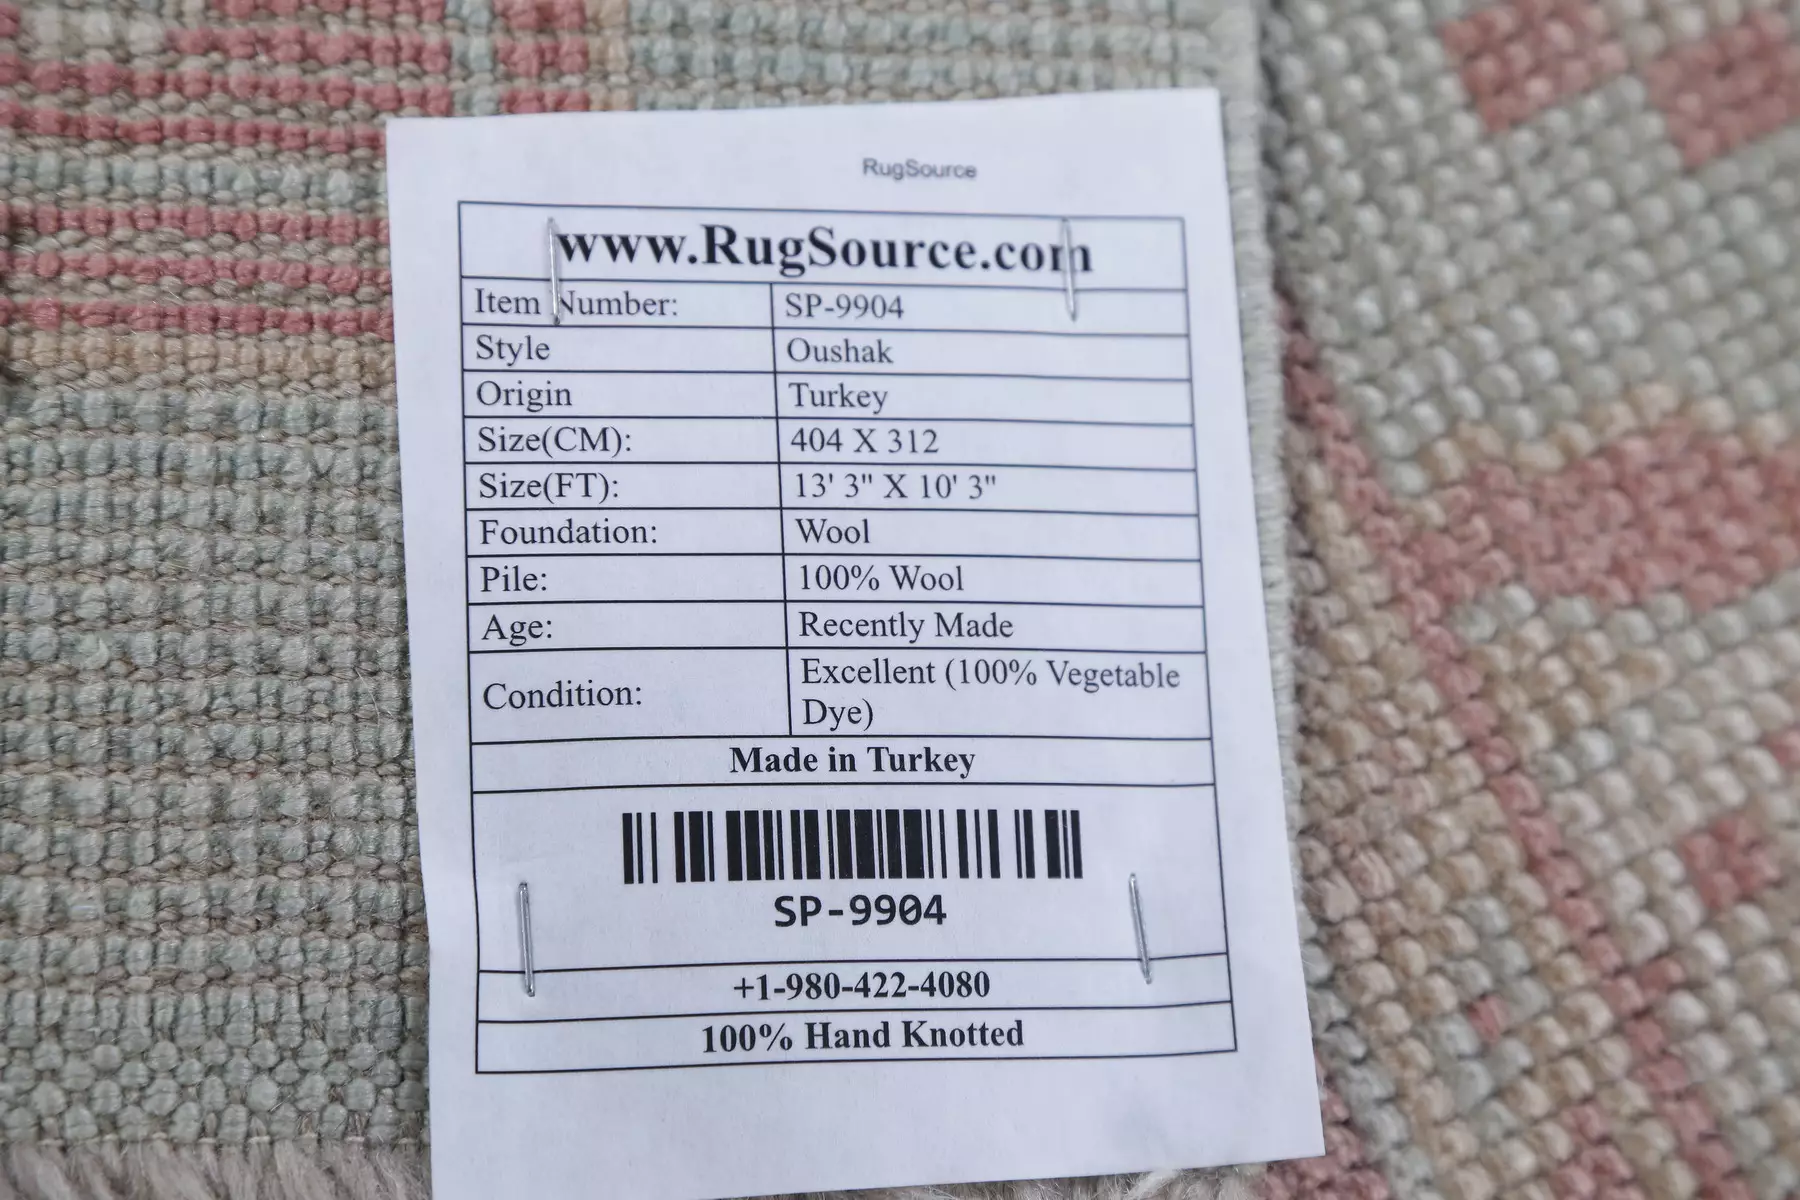 RugSource
www.RugSource.com
Item Number: SP-9904
Style Oushak
Origin Turkey
Size(CM): 404 X 312
Size(FT): 13' 3" X 10' 3"
Foundation: Wool
Pile: 100% Wool
Age: Recently Made
Condition: Excellent (100% Vegetable
Dye)
Made in Turkey
SP-9904
+1-980-422-4080
100% Hand Knotted